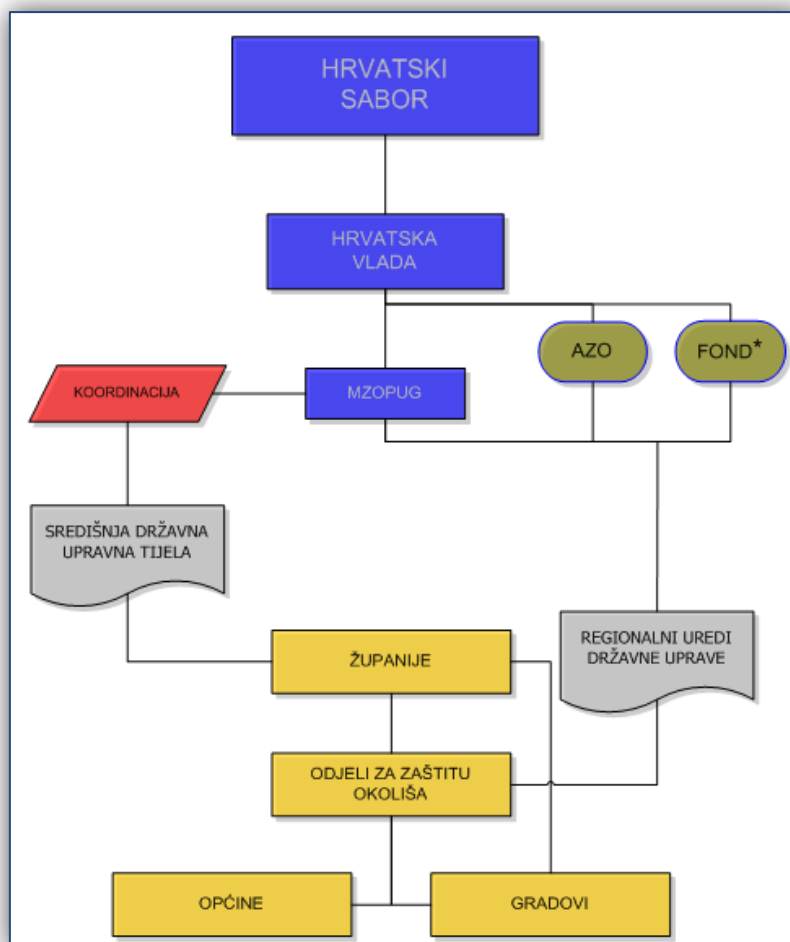 HRVATSKI
SABOR
HRVATSKA
VLADA
AZO
FOND*
KOORDINACIJA
MZOPUG
SREDIŠNJA DRŽAVNA
UPRAVNA TIJELA
REGIONALNI UREDI
DRŽAVNE UPRAVE
ŽUPANIJE
ODJELI ZA ZAŠTITU
OKOLIŠA
OPĆINE
GRADOVI